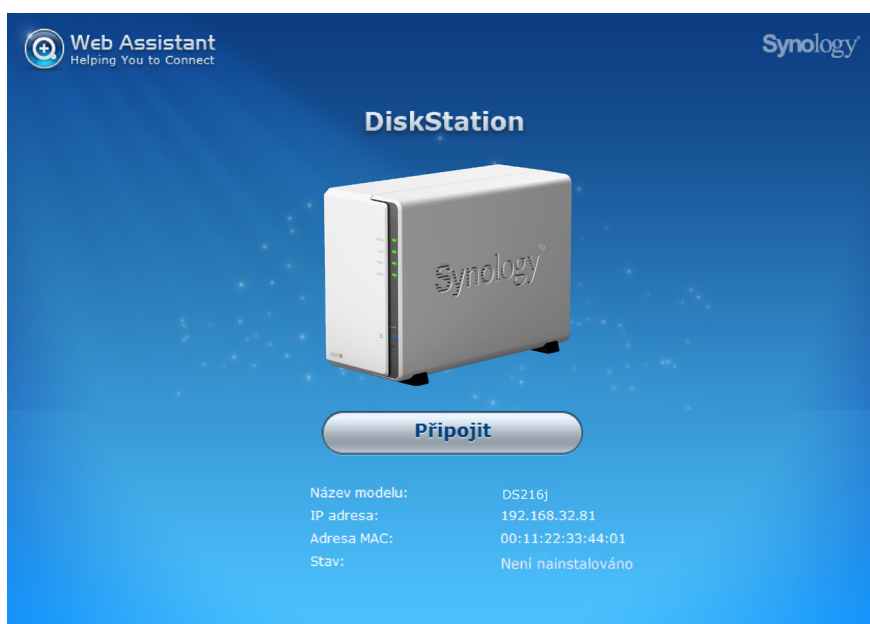 Web Assistant
Helping You to Connect
Synology
DiskStation
Synology
Připojit
Název modelu: DS216j
IP adresa: 192.168.32.81
Adresa MAC: 00:11:22:33:44:01
Stav: Není nainstalováno